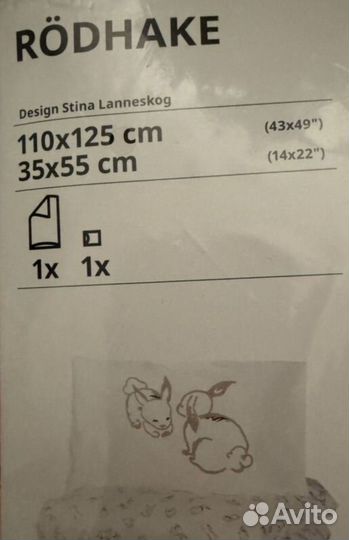 RÖDHAKE
Design Stina Lanneskog
110x125 cm (43x49")
35x55 cm (14x22")
1x 1x
Avito